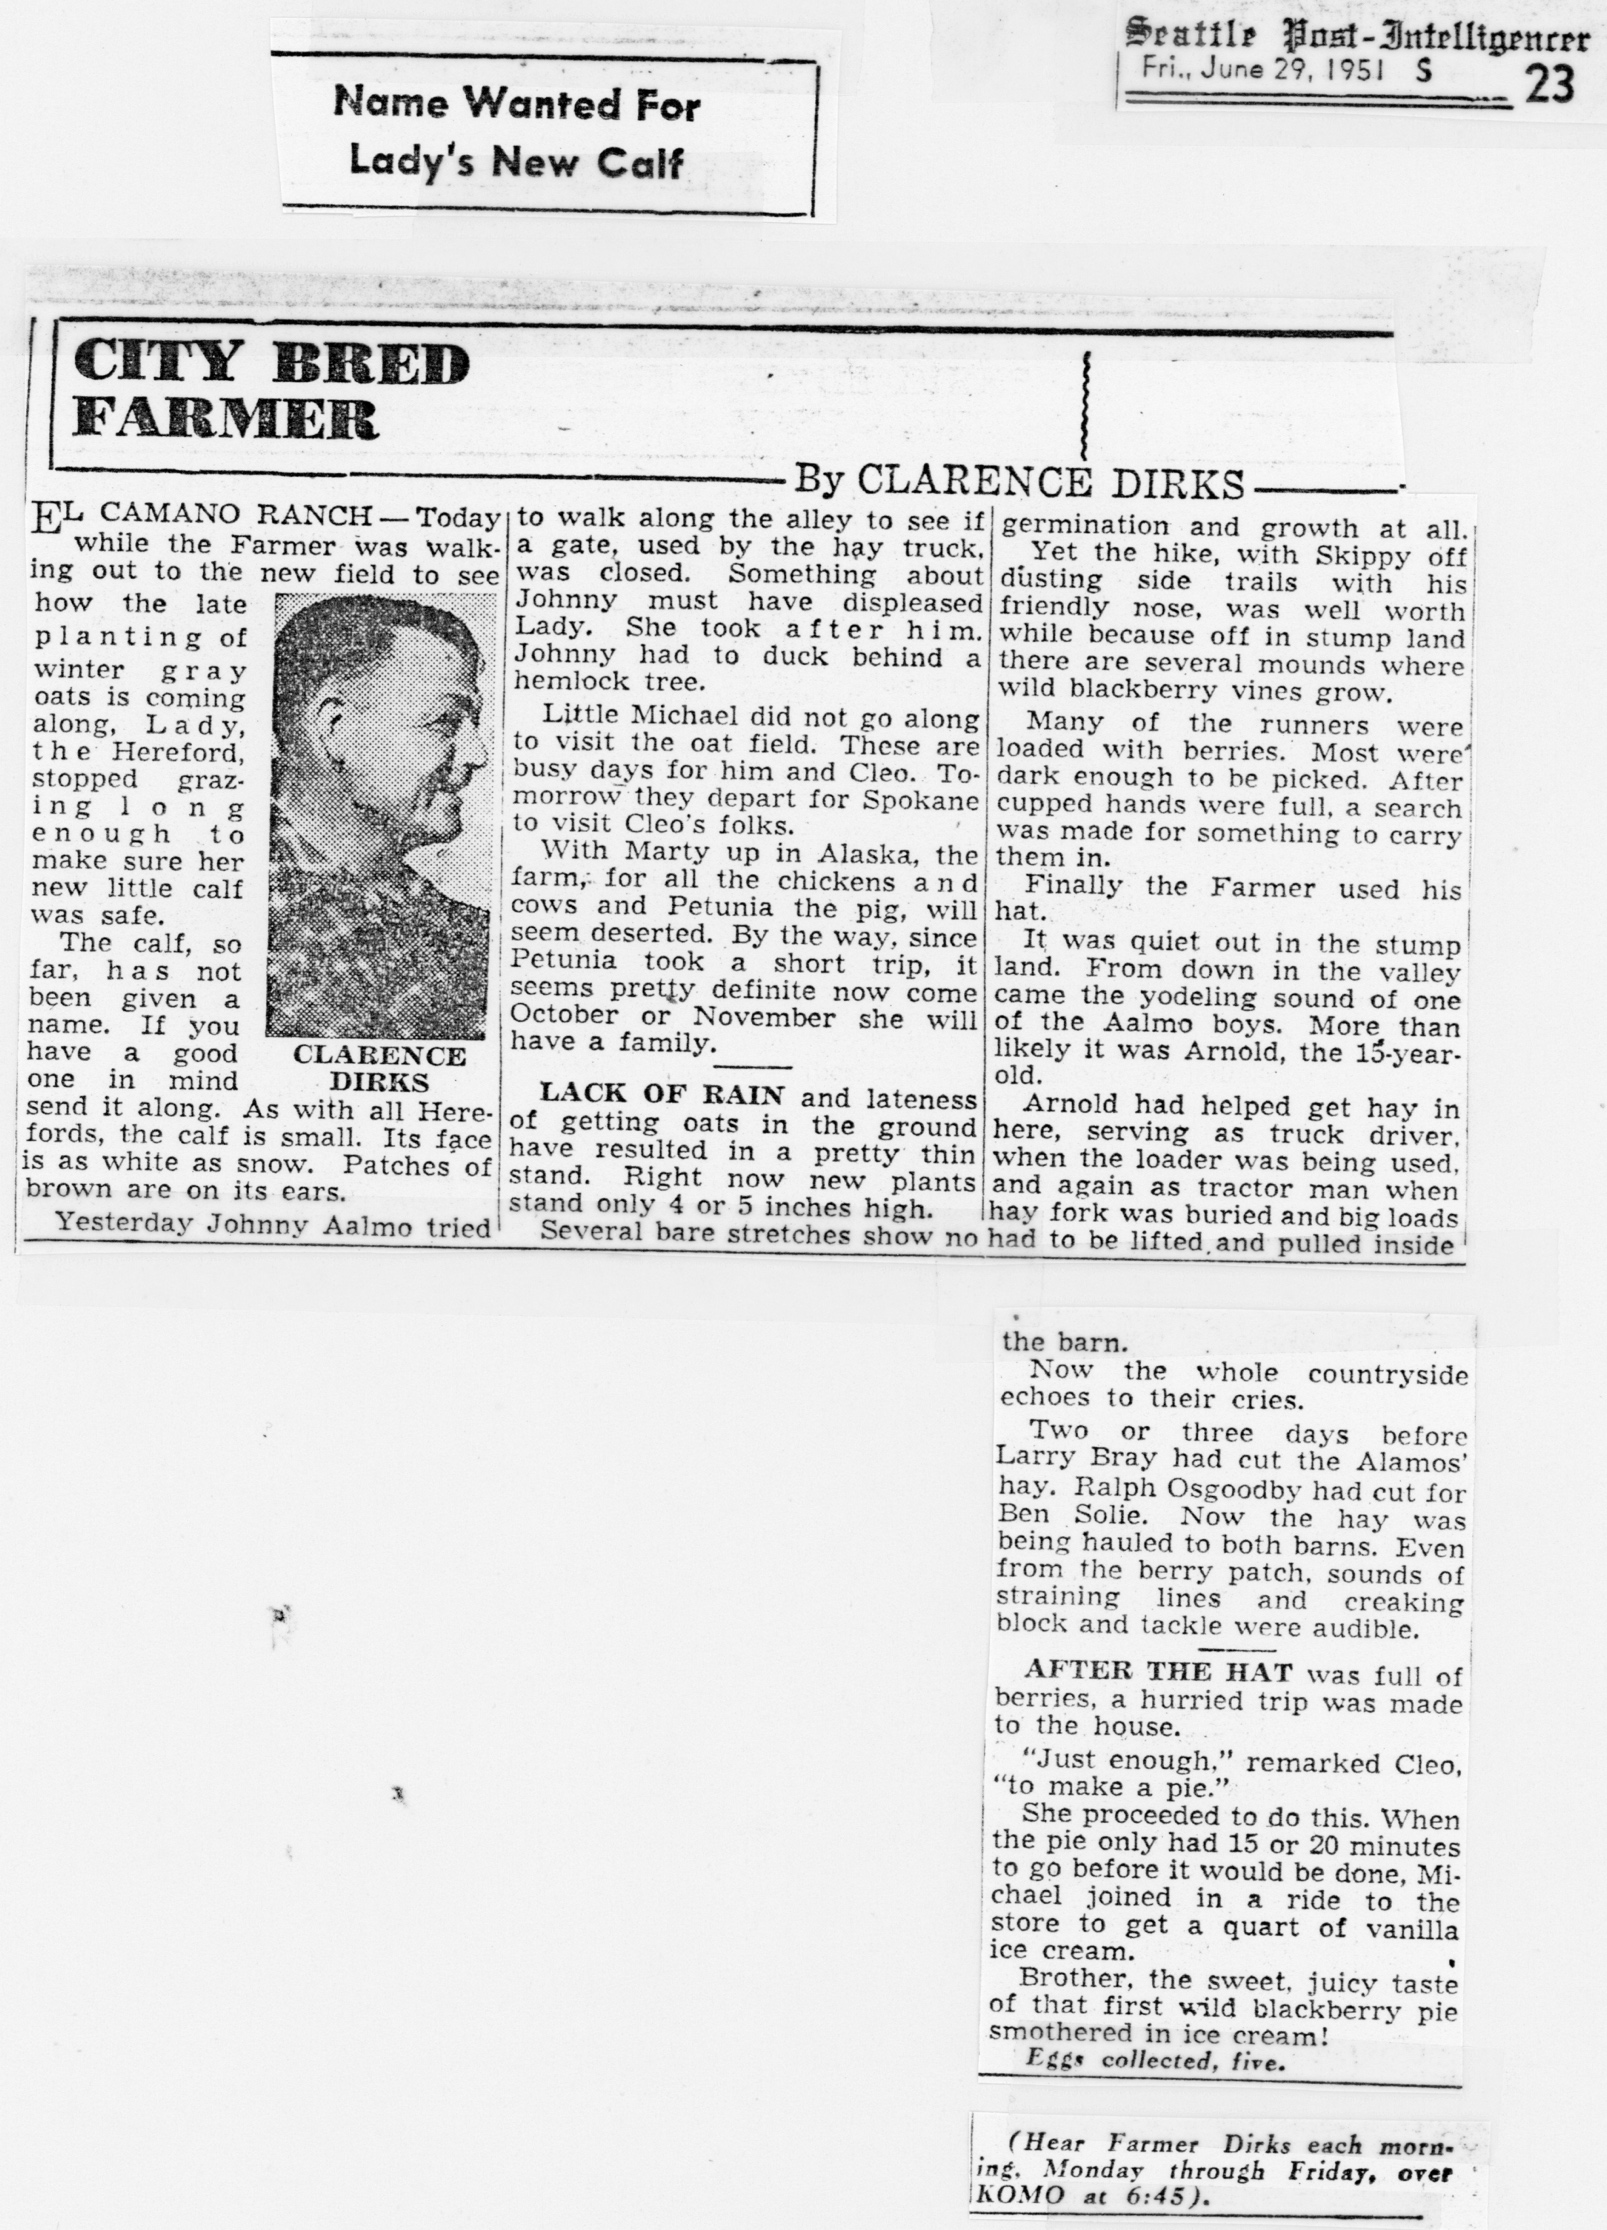 Seattle Post-Intelligencer
Fri., June 29, 1951 S 23
Name Wanted For
Lady's New Calf
CITY BRED
FARMER
By CLARENCE DIRKS
EL CAMANO RANCH — Today
while the Farmer was walk-
ing out to the new field to see
how the late
planting of
winter gray
oats is coming
along, Lady,
the Hereford,
stopped graz-
ing long
enough to
make sure her
new little calf
was safe.
The calf, so
far, has not
been given a
name. If you
have a good
one in mind
CLARENCE
DIRKS
send it along. As with all Here-
fords, the calf is small. Its face
is as white as snow. Patches of
brown are on its ears.
Yesterday Johnny Aalmo tried
to walk along the alley to see if
a gate, used by the hay truck,
was closed. Something about
Johnny must have displeased
Lady. She took after him.
Johnny had to duck behind a
hemlock tree.
Little Michael did not go along
to visit the oat field. These are
busy days for him and Cleo. To-
morrow they depart for Spokane
to visit Cleo's folks.
With Marty up in Alaska, the
farm, for all the chickens and
cows and Petunia the pig, will
seem deserted. By the way, since
Petunia took a short trip, it
seems pretty definite now come
October or November she will
have a family.
LACK OF RAIN and lateness
of getting oats in the ground
have resulted in a pretty thin
stand. Right now new plants
stand only 4 or 5 inches high.
Several bare stretches show no
germination and growth at all.
Yet the hike, with Skippy off
dusting side trails with his
friendly nose, was well worth
while because off in stump land
there are several mounds where
wild blackberry vines grow.
Many of the runners were
loaded with berries. Most were
dark enough to be picked. After
cupped hands were full, a search
was made for something to carry
them in.
Finally the Farmer used his
hat.
It was quiet out in the stump
land. From down in the valley
came the yodeling sound of one
of the Aalmo boys. More than
likely it was Arnold, the 15-year-
old.
Arnold had helped get hay in
here, serving as truck driver,
when the loader was being used,
and again as tractor man when
hay fork was buried and big loads
had to be lifted and pulled inside
the barn.
Now the whole countryside
echoes to their cries.
Two or three days before
Larry Bray had cut the Alamos'
hay. Ralph Osgoodby had cut for
Ben Solie. Now the hay was
being hauled to both barns. Even
from the berry patch, sounds of
straining lines and creaking
block and tackle were audible.
AFTER THE HAT was full of
berries, a hurried trip was made
to the house.
"Just enough," remarked Cleo,
"to make a pie."
She proceeded to do this. When
the pie only had 15 or 20 minutes
to go before it would be done, Mi-
chael joined in a ride to the
store to get a quart of vanilla
ice cream.
Brother, the sweet, juicy taste
of that first wild blackberry pie
smothered in ice cream!
Eggs collected, five.
(Hear Farmer Dirks each morn-
ing, Monday through Friday, over
KOMO at 6:45).